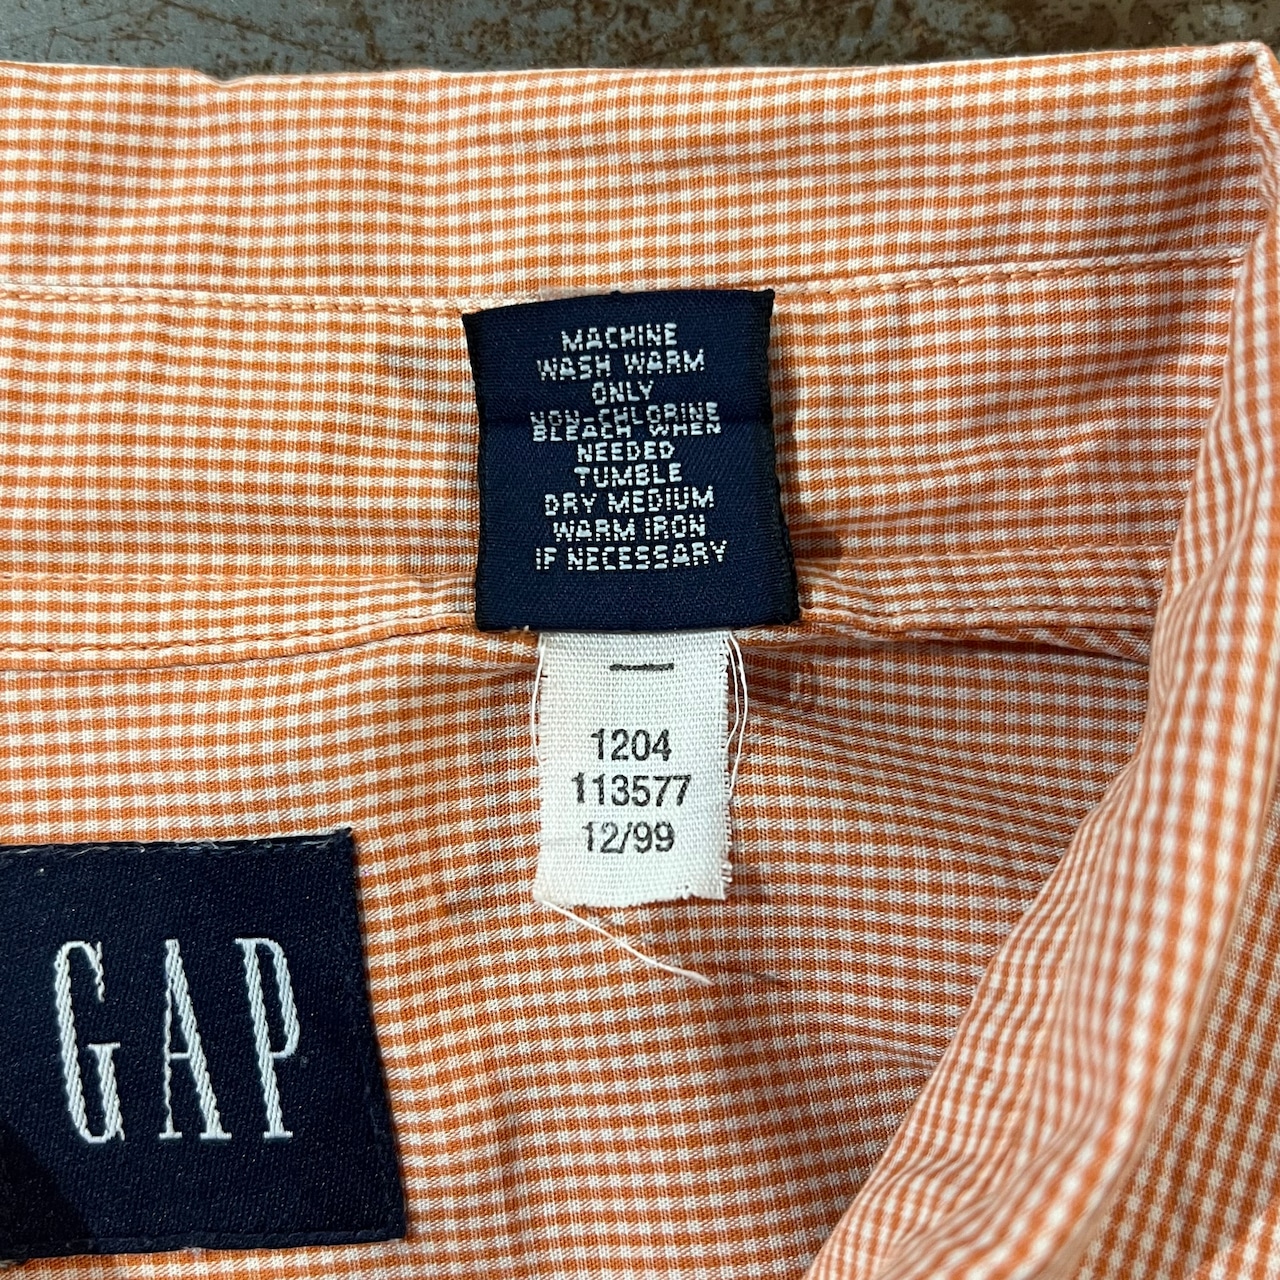 MACHINE
WASH WARM
ONLY
NON-CHLORINE
BLEACH WHEN
NEEDED
TUMBLE
DRY MEDIUM
WARM IRON
IF NECESSARY
1204
113577
12/99
GAP